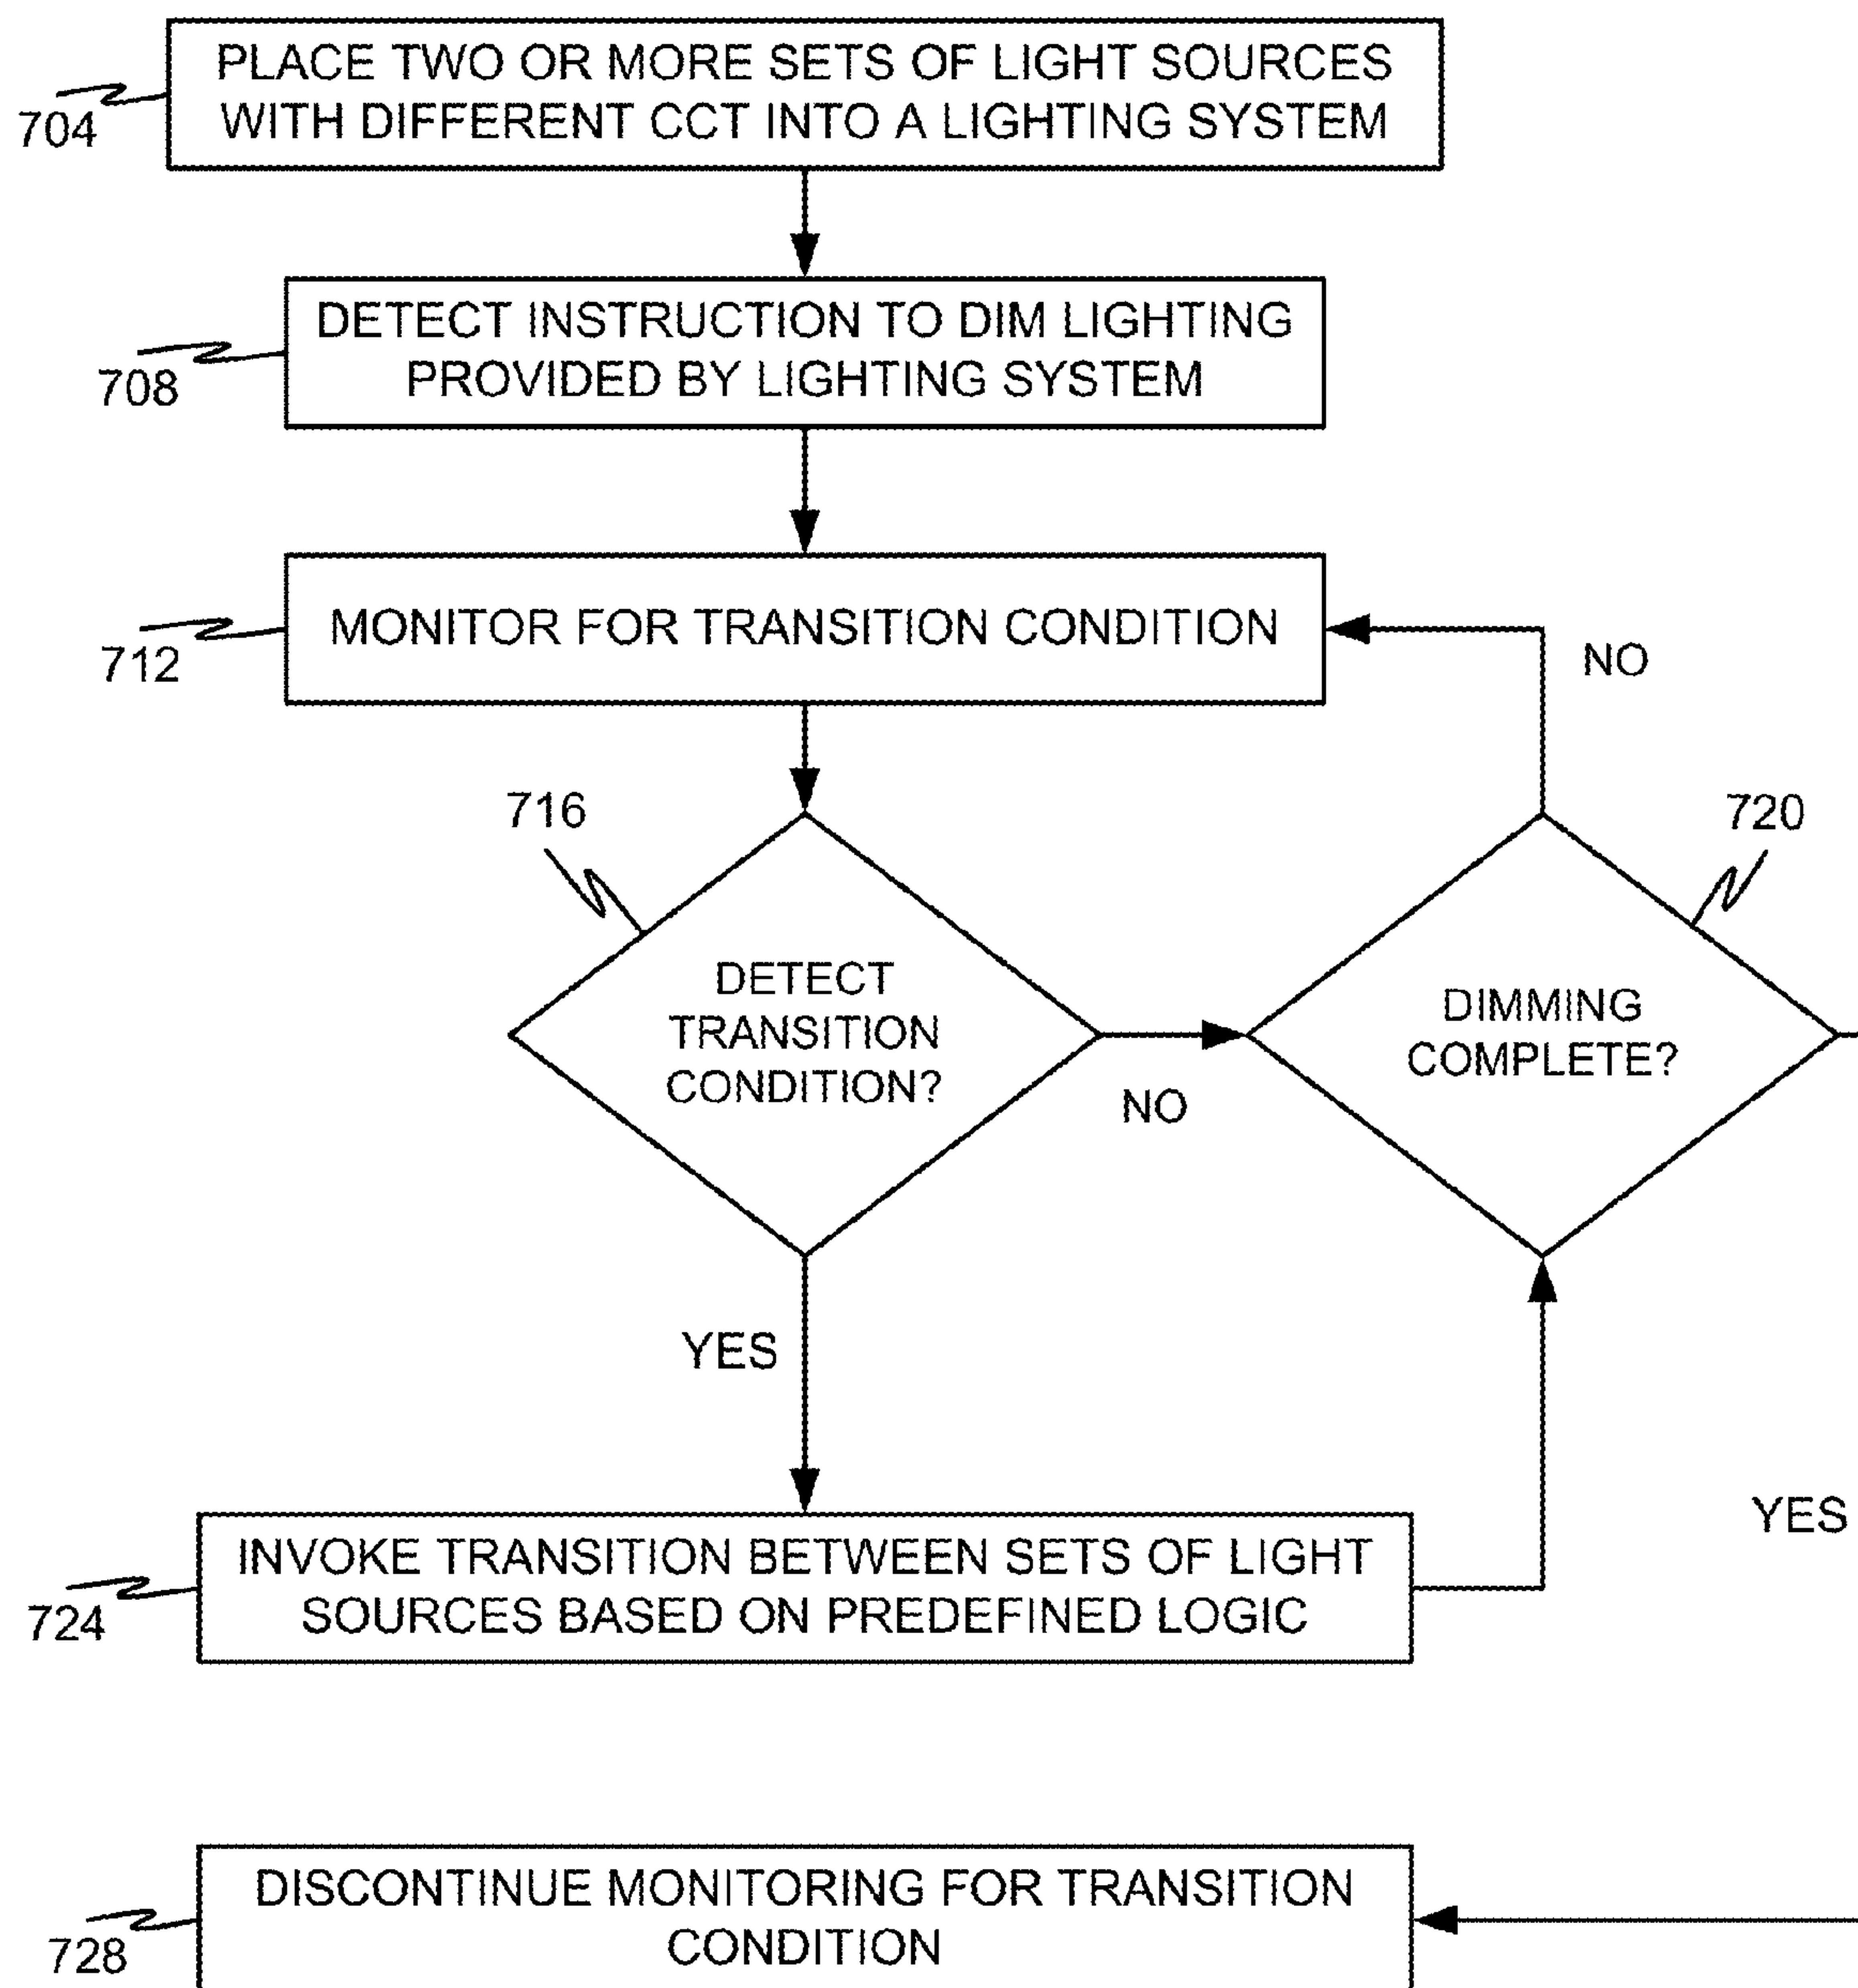 PLACE TWO OR MORE SETS OF LIGHT SOURCES
WITH DIFFERENT CCT INTO A LIGHTING SYSTEM
704
DETECT INSTRUCTION TO DIM LIGHTING
PROVIDED BY LIGHTING SYSTEM
708
MONITOR FOR TRANSITION CONDITION
712
NO
716
720
DETECT
TRANSITION
CONDITION?
NO
DIMMING
COMPLETE?
YES
YES
INVOKE TRANSITION BETWEEN SETS OF LIGHT
SOURCES BASED ON PREDEFINED LOGIC
724
DISCONTINUE MONITORING FOR TRANSITION
CONDITION
728